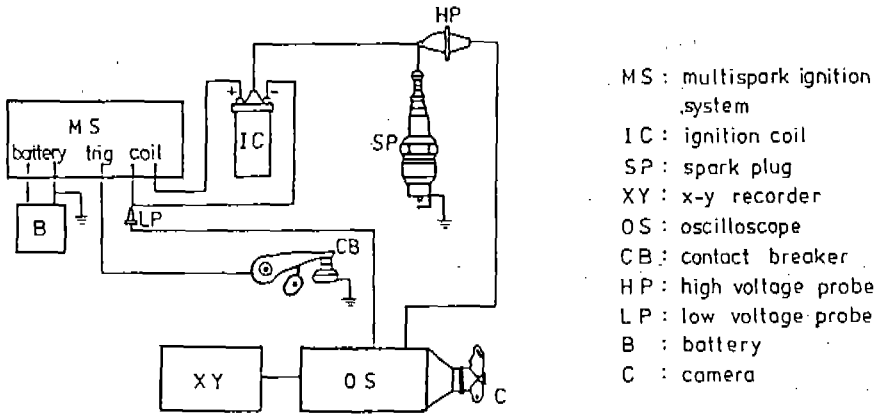 HP
+ -
MS
battery trig coil
IC
SP
B
LP
CB
XY
OS
C
MS : multispark ignition
system
IC : ignition coil
SP : spark plug
XY : x-y recorder
OS : oscilloscope
CB : contact breaker
HP : high voltage probe
LP : low voltage probe
B : battery
C : camera